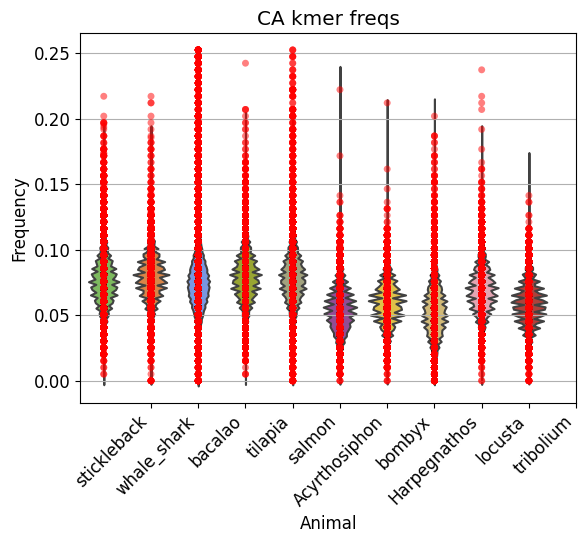 CA kmer freqs
Frequency
0.25
0.20
0.15
0.10
0.05
0.00
stickleback
whale_shark
bacalao
tilapia
salmon
Acyrthosiphon
bombyx
Harpegnathos
locusta
tribolium
Animal